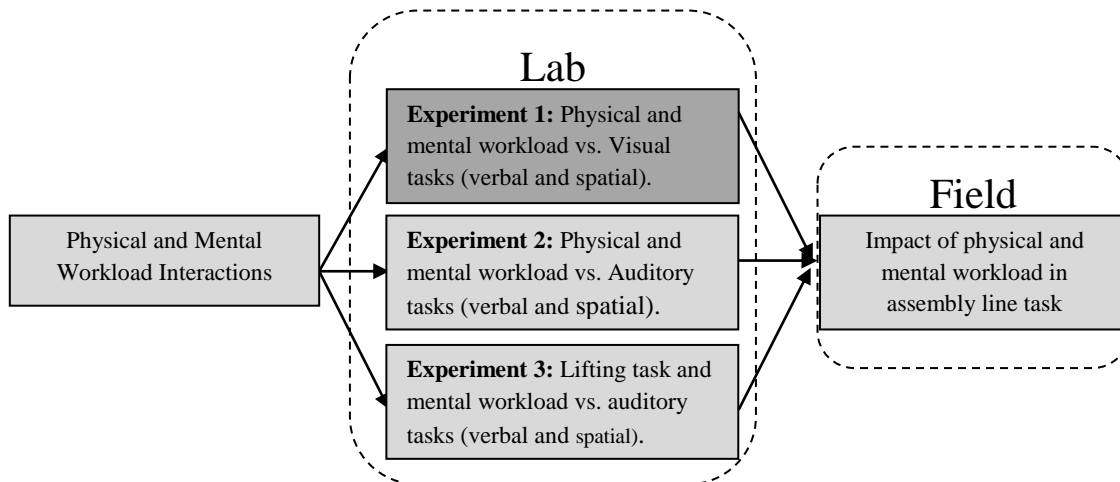 Lab
Experiment 1: Physical and
mental workload vs. Visual
tasks (verbal and spatial).
Physical and Mental
Workload Interactions
Experiment 2: Physical and
mental workload vs. Auditory
tasks (verbal and spatial).
Experiment 3: Lifting task and
mental workload vs. auditory
tasks (verbal and spatial).
Field
Impact of physical and
mental workload in
assembly line task